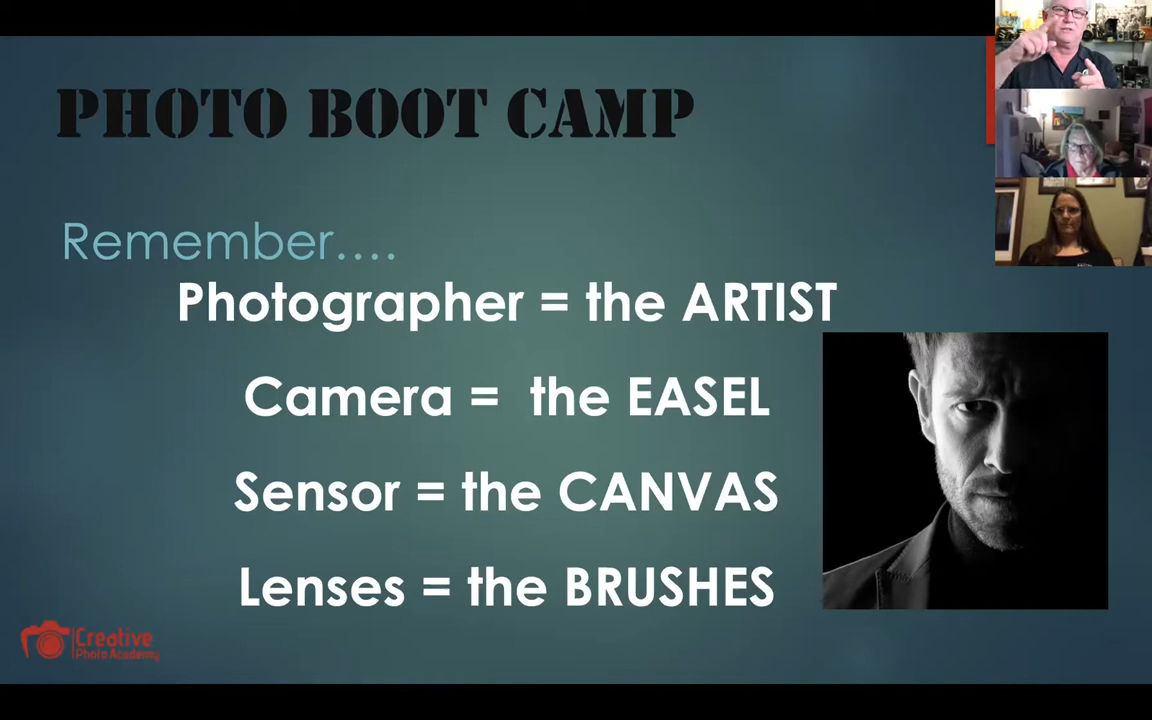 PHOTO BOOT CAMP
Remember....
Photographer = the ARTIST
Camera = the EASEL
Sensor = the CANVAS
Lenses = the BRUSHES
Creative
Photo Academy